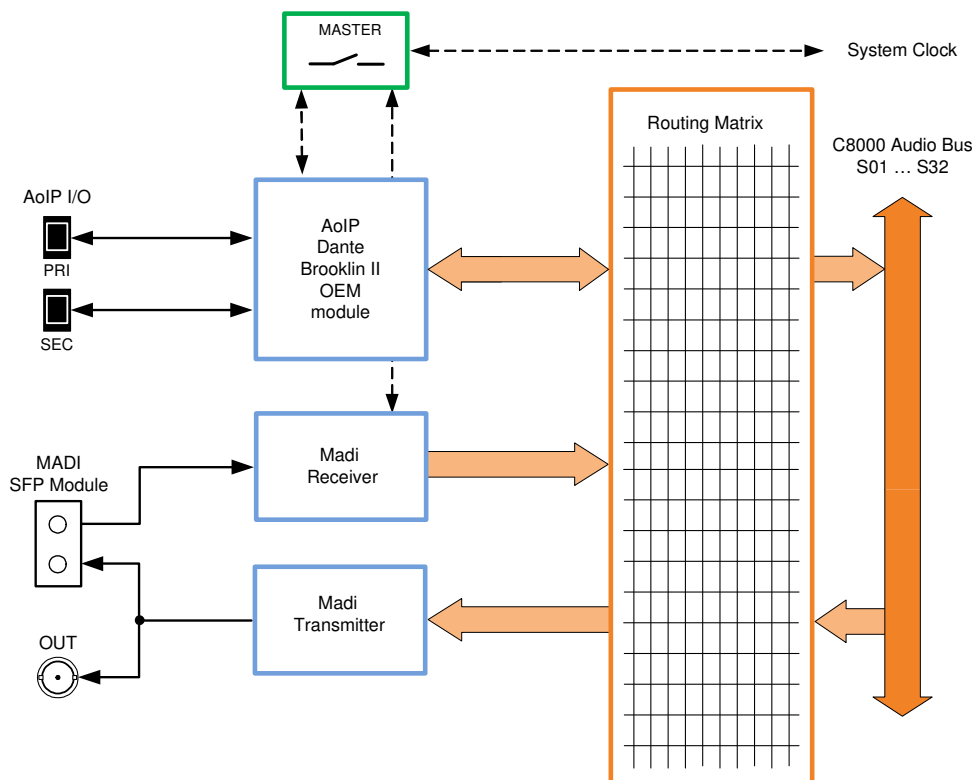 MASTER
System Clock
Routing Matrix
C8000 Audio Bus
S01 ... S32
AoIP I/O
PRI
SEC
AoIP
Dante
Brooklin II
OEM
module
MADI
SFP Module
Madi
Receiver
Madi
Transmitter
OUT